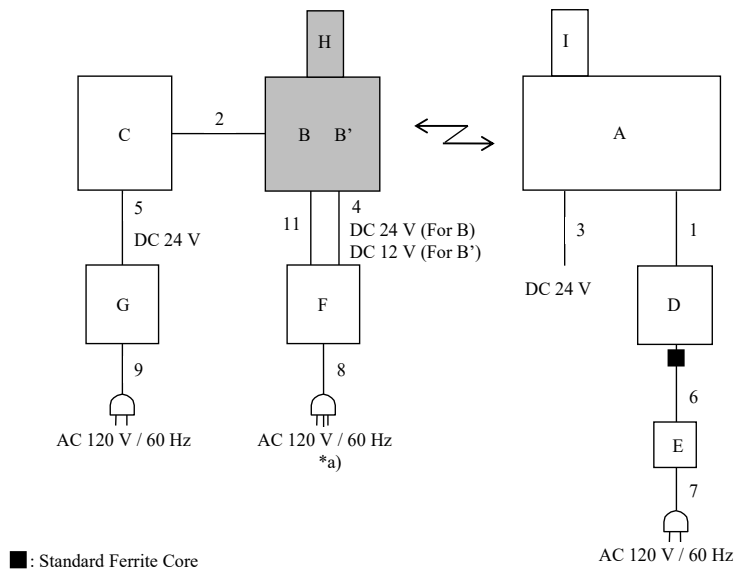 H
I
C
2
B B’
A
5
DC 24 V
11
4
DC 24 V (For B)
DC 12 V (For B’)
3
DC 24 V
1
G
F
D
9
8
6
AC 120 V / 60 Hz
AC 120 V / 60 Hz
*a)
E
7
AC 120 V / 60 Hz
: Standard Ferrite Core